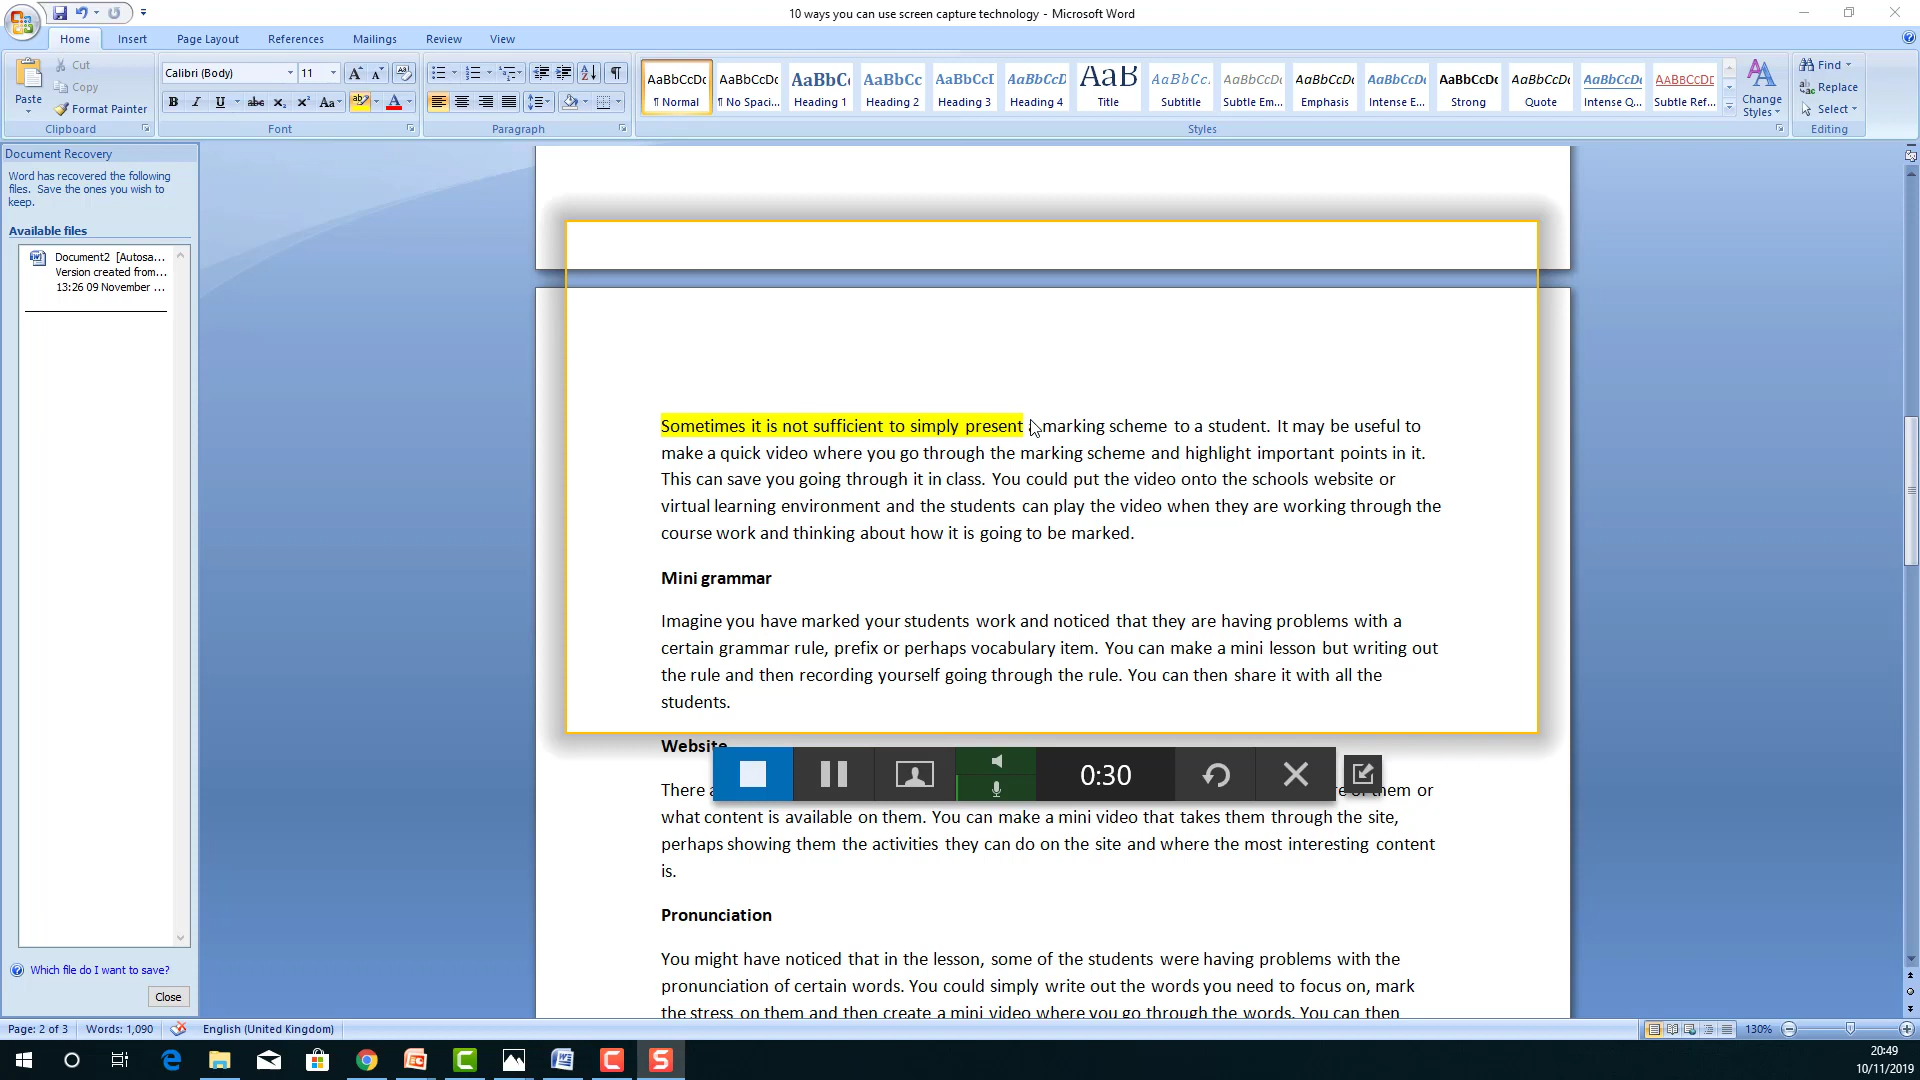 10 ways you can use screen capture technology - Microsoft Word
Home Insert Page Layout References Mailings Review View
Paste
Cut
Copy
Format Painter
Clipboard
Calibri (Body) 11
Font
Paragraph
AaBbCcDc AaBbCcDc AaBbC AaBbCc AaBbCcI AaBbCcD AaB AaBbCc. AaBbCcDc AaBbCcDc AaBbCcDc AaBbCcDc AaBbCcDc AaBbCcDc AABBCCDC
¶ Normal ¶ No Spaci... Heading 1 Heading 2 Heading 3 Heading 4 Title Subtitle Subtle Em... Emphasis Intense E... Strong Quote Intense Q... Subtle Ref...
Change Styles
Styles
Find
Replace
Select
Editing
Document Recovery
Word has recovered the following
files. Save the ones you wish to
keep.
Available files
Document2 [Autosa...
Version created from...
13:26 09 November ...
Which file do I want to save?
Close
Sometimes it is not sufficient to simply present marking scheme to a student. It may be useful to
make a quick video where you go through the marking scheme and highlight important points in it.
This can save you going through it in class. You could put the video onto the schools website or
virtual learning environment and the students can play the video when they are working through the
course work and thinking about how it is going to be marked.
Mini grammar
Imagine you have marked your students work and noticed that they are having problems with a
certain grammar rule, prefix or perhaps vocabulary item. You can make a mini lesson but writing out
the rule and then recording yourself going through the rule. You can then share it with all the
students.
Website
0:30
There them or
what content is available on them. You can make a mini video that takes them through the site,
perhaps showing them the activities they can do on the site and where the most interesting content
is.
Pronunciation
You might have noticed that in the lesson, some of the students were having problems with the
pronunciation of certain words. You could simply write out the words you need to focus on, mark
the stress on them and then create a mini video where you go through the words. You can then
Page: 2 of 3 Words: 1,090 English (United Kingdom) 130%
20:49
10/11/2019